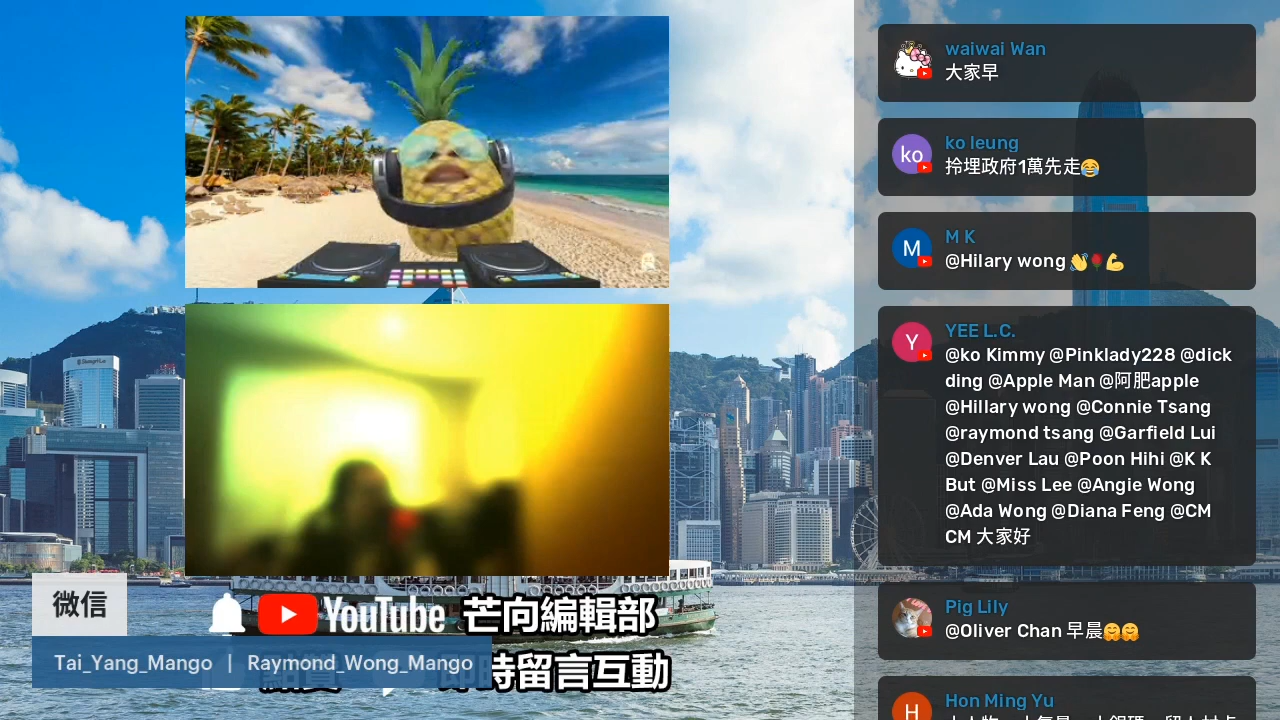 waiwai Wan
大家早
ko
ko leung
拎埋政府1萬先走😂
M
M K
@Hilary wong 👋🌹💪
Y
YEE L.C.
@ko Kimmy @Pinklady228 @dick
ding @Apple Man @阿肥apple
@Hillary wong @Connie Tsang
@raymond tsang @Garfield Lui
@Denver Lau @Poon Hihi @K K
But @Miss Lee @Angie Wong
@Ada Wong @Diana Feng @CM
CM 大家好
Pig Lily
@Oliver Chan 早晨🤗🤗
H
Hon Ming Yu
微信
Tai_Yang_Mango | Raymond_Wong_Mango
YouTube 芒向編輯部
時留言互動